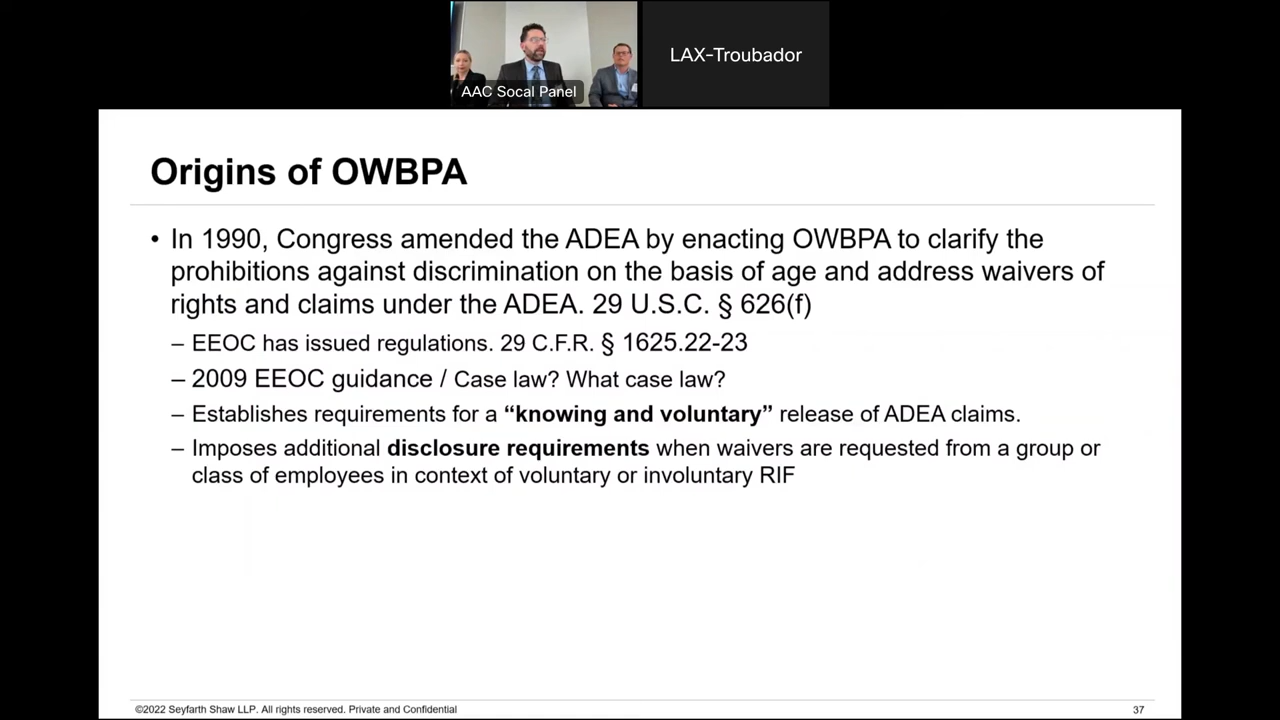 AAC Socal Panel
LAX-Troubador
Origins of OWBPA
• In 1990, Congress amended the ADEA by enacting OWBPA to clarify the
prohibitions against discrimination on the basis of age and address waivers of
rights and claims under the ADEA. 29 U.S.C. § 626(f)
– EEOC has issued regulations. 29 C.F.R. § 1625.22-23
– 2009 EEOC guidance / Case law? What case law?
– Establishes requirements for a “knowing and voluntary” release of ADEA claims.
– Imposes additional disclosure requirements when waivers are requested from a group or
class of employees in context of voluntary or involuntary RIF
©2022 Seyfarth Shaw LLP. All rights reserved. Private and Confidential
37